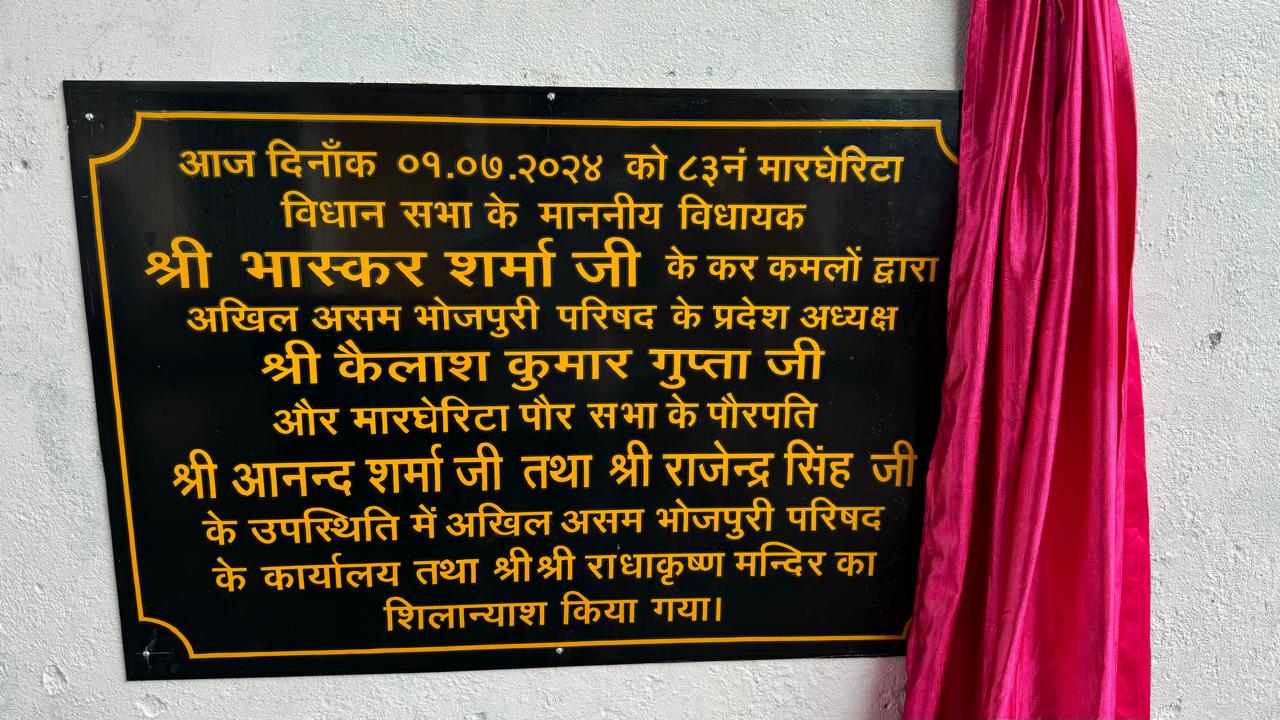 आज दिनाँक ०१.०७.२०२४ को ८३नं मारघेरिटा
विधान सभा के माननीय विधायक
श्री भास्कर शर्मा जी के कर कमलों द्वारा
अखिल असम भोजपुरी परिषद के प्रदेश अध्यक्ष
श्री कैलाश कुमार गुप्ता जी
और मारघेरिटा पौर सभा के पौरपति
श्री आनन्द शर्मा जी तथा श्री राजेन्द्र सिंह जी
के उपस्थिति में अखिल असम भोजपुरी परिषद
के कार्यालय तथा श्रीश्री राधाकृष्ण मन्दिर का
शिलान्याश किया गया।